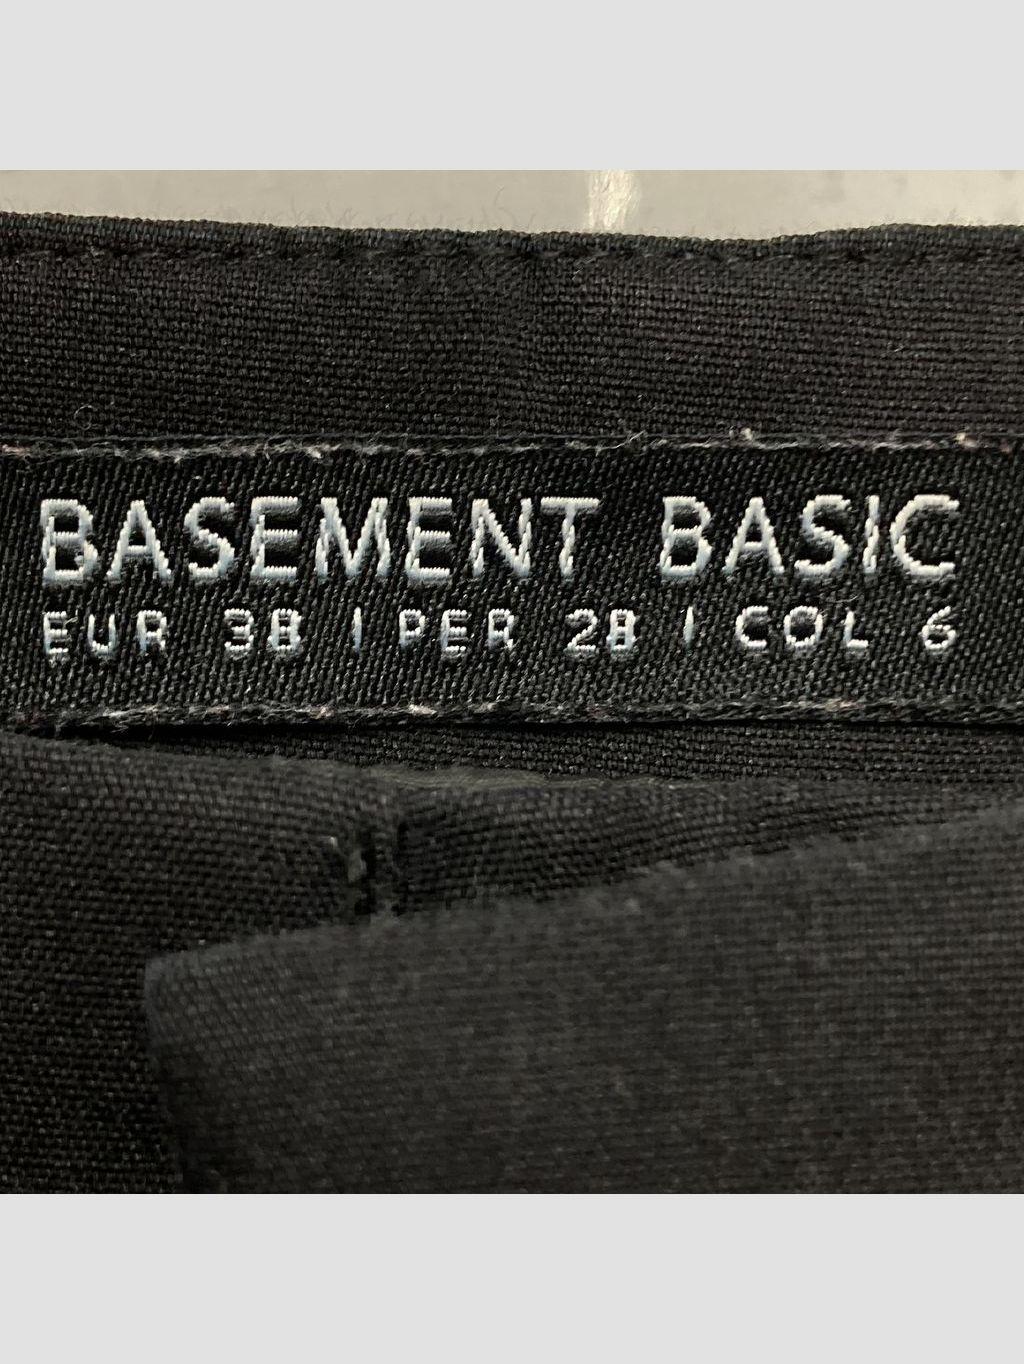 BASEMENT BASIC
EUR 38 | PER 28 | COL 6